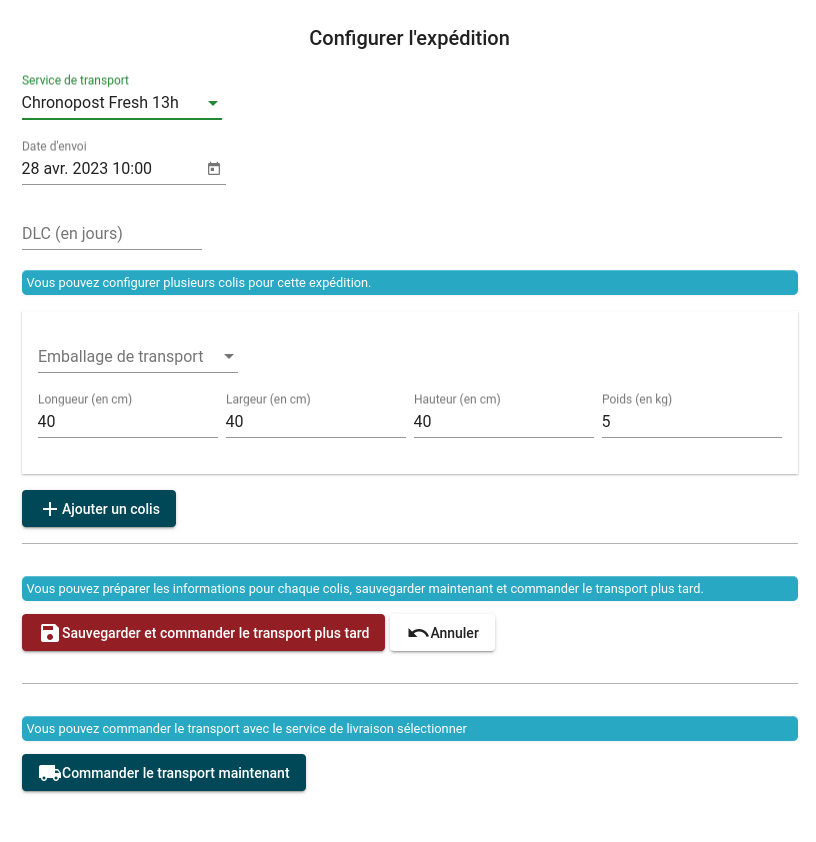 Configurer l'expédition
Service de transport
Chronopost Fresh 13h
Date d'envoi
28 avr. 2023 10:00
DLC (en jours)
Vous pouvez configurer plusieurs colis pour cette expédition.
Emballage de transport
Longueur (en cm) Largeur (en cm) Hauteur (en cm) Poids (en kg)
40 40 40 5
Ajouter un colis
Vous pouvez préparer les informations pour chaque colis, sauvegarder maintenant et commander le transport plus tard.
Sauvegarder et commander le transport plus tard Annuler
Vous pouvez commander le transport avec le service de livraison sélectionner
Commander le transport maintenant